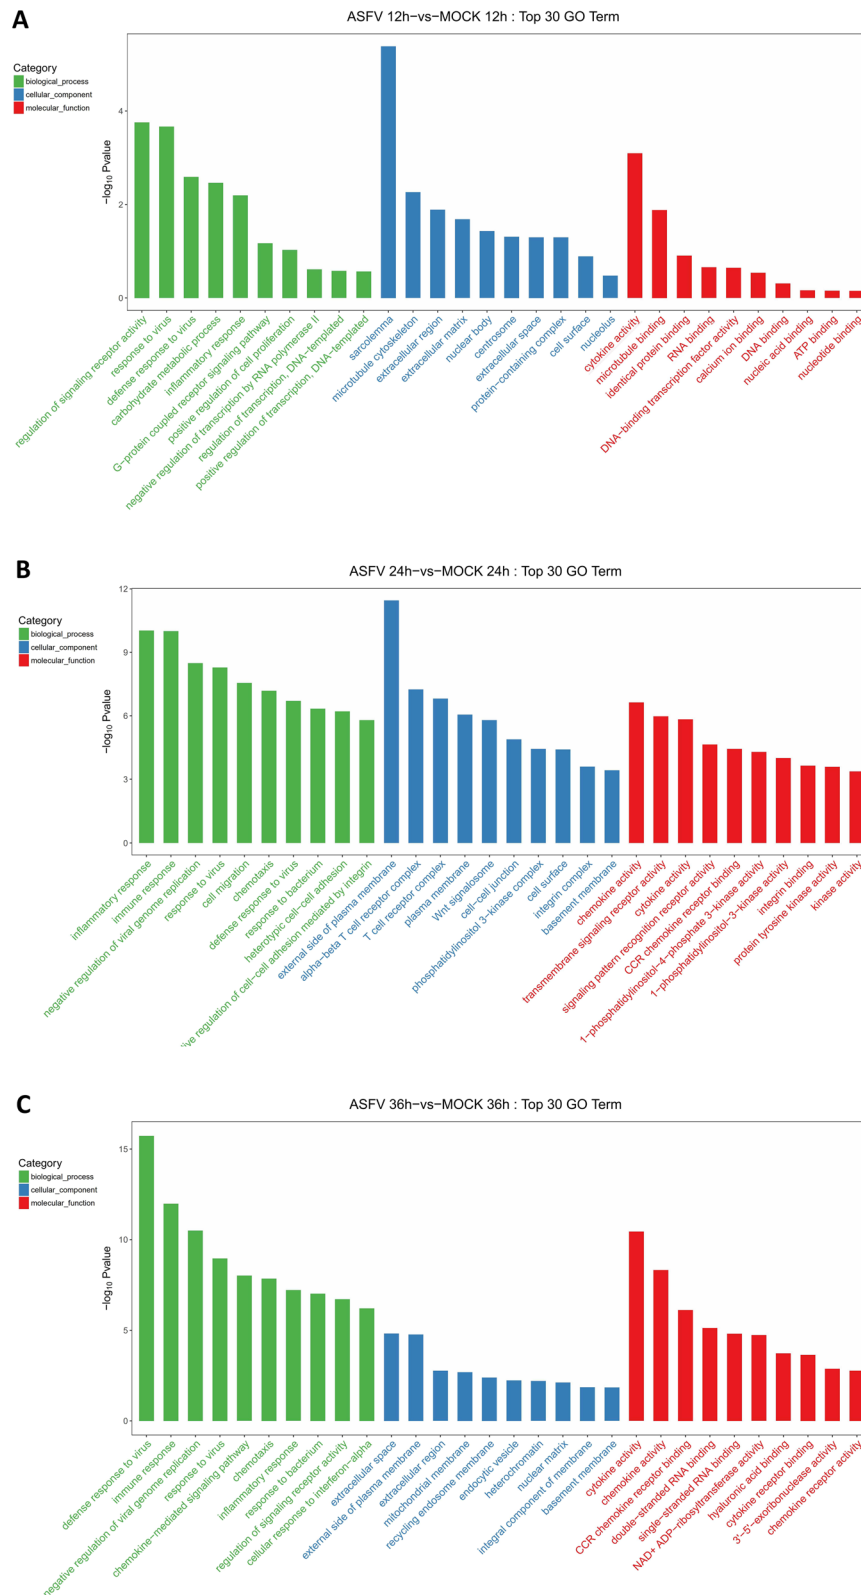 A
ASFV 12h−vs−MOCK 12h : Top 30 GO Term
Category
biological_process
cellular_component
molecular_function
−log10 Pvalue
4
2
0
regulation of signaling receptor activity
response to virus
defense response to virus
carbohydrate metabolic process
inflammatory response
G−protein coupled receptor signaling pathway
positive regulation of cell proliferation
negative regulation of transcription by RNA polymerase II
regulation of transcription, DNA−templated
positive regulation of transcription, DNA−templated
sarcolemma
microtubule cytoskeleton
extracellular region
extracellular matrix
nuclear body
centrosome
extracellular space
protein−containing complex
cell surface
nucleolus
cytokine activity
microtubule binding
identical protein binding
RNA binding
DNA−binding transcription factor activity
calcium ion binding
DNA binding
nucleic acid binding
ATP binding
nucleotide binding
B
ASFV 24h−vs−MOCK 24h : Top 30 GO Term
Category
biological_process
cellular_component
molecular_function
−log10 Pvalue
12
9
6
3
0
inflammatory response
immune response
negative regulation of viral genome replication
response to virus
cell migration
chemotaxis
defense response to virus
response to bacterium
heterotypic cell−cell adhesion
regulation of cell−cell adhesion mediated by integrin
external side of plasma membrane
alpha−beta T cell receptor complex
T cell receptor complex
plasma membrane
Wnt signalosome
cell−cell junction
phosphatidylinositol 3−kinase complex
cell surface
integrin complex
basement membrane
chemokine activity
transmembrane signaling receptor activity
cytokine activity
signaling pattern recognition receptor activity
CCR chemokine receptor binding
1−phosphatidylinositol−4−phosphate 3−kinase activity
1−phosphatidylinositol−3−kinase activity
integrin binding
protein tyrosine kinase activity
kinase activity
C
ASFV 36h−vs−MOCK 36h : Top 30 GO Term
Category
biological_process
cellular_component
molecular_function
−log10 Pvalue
15
10
5
0
defense response to virus
immune response
negative regulation of viral genome replication
response to virus
chemokine−mediated signaling pathway
chemotaxis
inflammatory response
response to bacterium
regulation of signaling receptor activity
cellular response to interferon−alpha
extracellular space
external side of plasma membrane
extracellular region
mitochondrial membrane
recycling endosome membrane
endocytic vesicle
heterochromatin
nuclear matrix
integral component of membrane
basement membrane
cytokine activity
chemokine activity
CCR chemokine receptor binding
double−stranded RNA binding
single−stranded RNA binding
NAD+ ADP−ribosyltransferase activity
hyaluronic acid binding
cytokine receptor binding
3'−5'−exoribonuclease activity
chemokine receptor activity